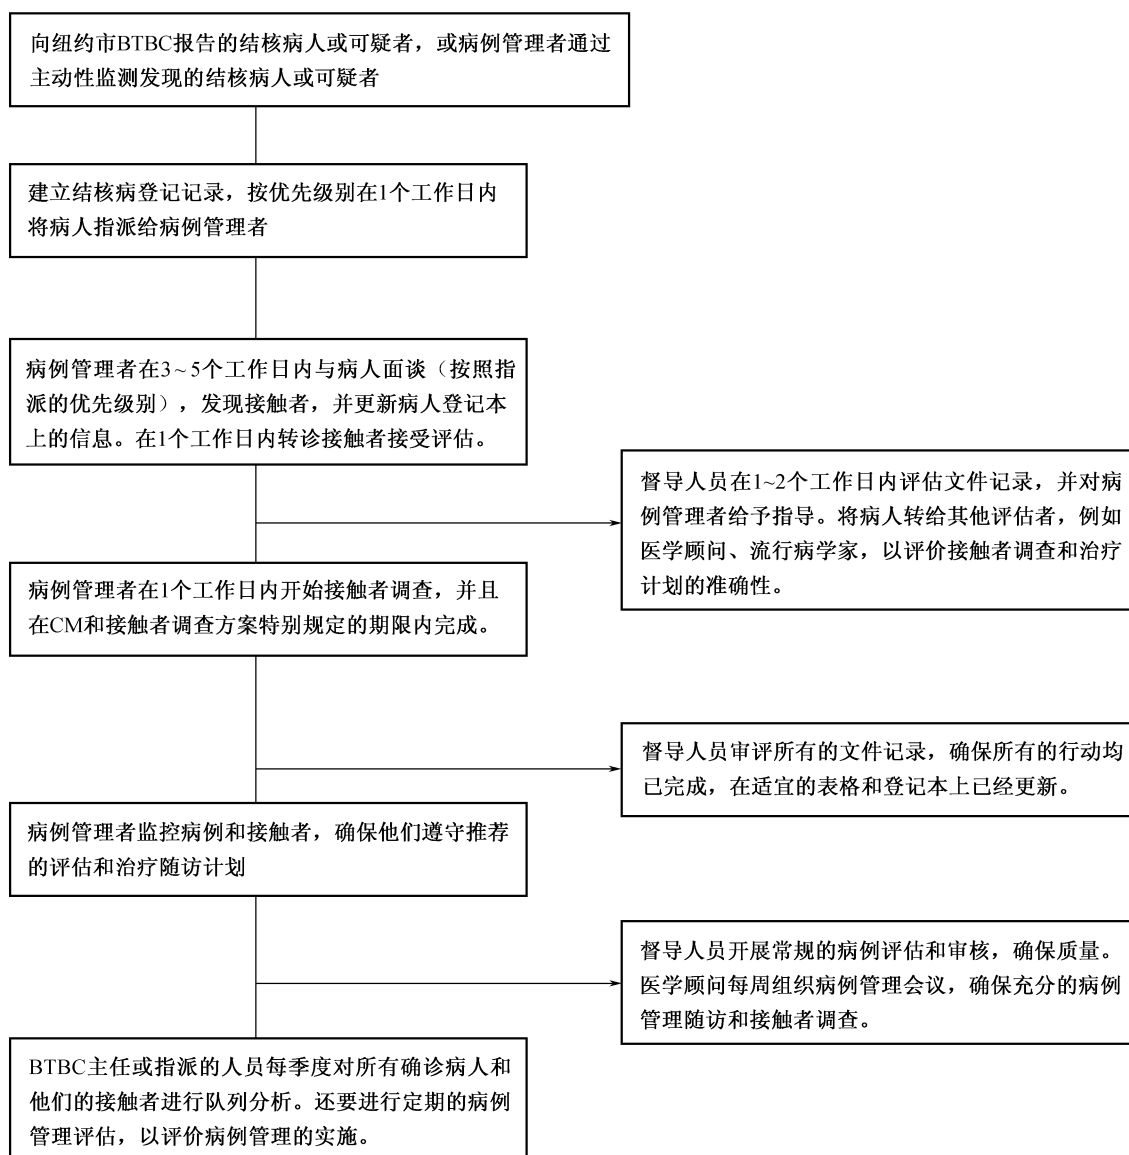 向纽约市BTBC报告的结核病人或可疑者，或病例管理者通过
主动性监测发现的结核病人或可疑者
建立结核病登记记录，按优先级别在1个工作日内
将病人指派给病例管理者
病例管理者在3~5个工作日内与病人面谈（按照指
派的优先级别），发现接触者，并更新病人登记本
上的信息。在1个工作日内转诊接触者接受评估。
督导人员在1~2个工作日内评估文件记录，并对病
例管理者给予指导。将病人转给其他评估者，例如
医学顾问、流行病学家，以评价接触者调查和治疗
计划的准确性。
病例管理者在1个工作日内开始接触者调查，并且
在CM和接触者调查方案特别规定的期限内完成。
督导人员审评所有的文件记录，确保所有的行动均
已完成，在适宜的表格和登记本上已经更新。
病例管理者监控病例和接触者，确保他们遵守推荐
的评估和治疗随访计划
督导人员开展常规的病例评估和审核，确保质量。
医学顾问每周组织病例管理会议，确保充分的病例
管理随访和接触者调查。
BTBC主任或指派的人员每季度对所有确诊病人和
他们的接触者进行队列分析。还要进行定期的病例
管理评估，以评价病例管理的实施。